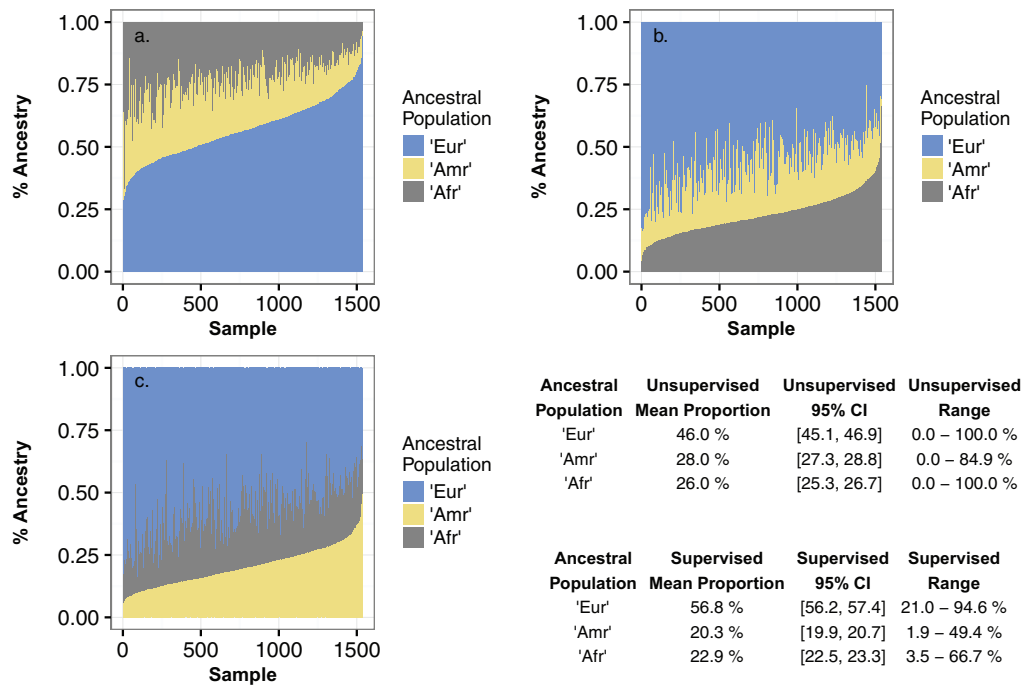 a.
1.00
0.75
0.50
0.25
0.00
% Ancestry
0 500 1000 1500
Sample
Ancestral
Population
'Eur'
'Amr'
'Afr'
b.
1.00
0.75
0.50
0.25
0.00
% Ancestry
0 500 1000 1500
Sample
Ancestral
Population
'Eur'
'Amr'
'Afr'
c.
1.00
0.75
0.50
0.25
0.00
% Ancestry
0 500 1000 1500
Sample
Ancestral
Population
'Eur'
'Amr'
'Afr'
Ancestral Unsupervised Unsupervised Unsupervised
Population Mean Proportion 95% CI Range
'Eur' 46.0 % [45.1, 46.9] 0.0 – 100.0 %
'Amr' 28.0 % [27.3, 28.8] 0.0 – 84.9 %
'Afr' 26.0 % [25.3, 26.7] 0.0 – 100.0 %
Ancestral Supervised Supervised Supervised
Population Mean Proportion 95% CI Range
'Eur' 56.8 % [56.2, 57.4] 21.0 – 94.6 %
'Amr' 20.3 % [19.9, 20.7] 1.9 – 49.4 %
'Afr' 22.9 % [22.5, 23.3] 3.5 – 66.7 %